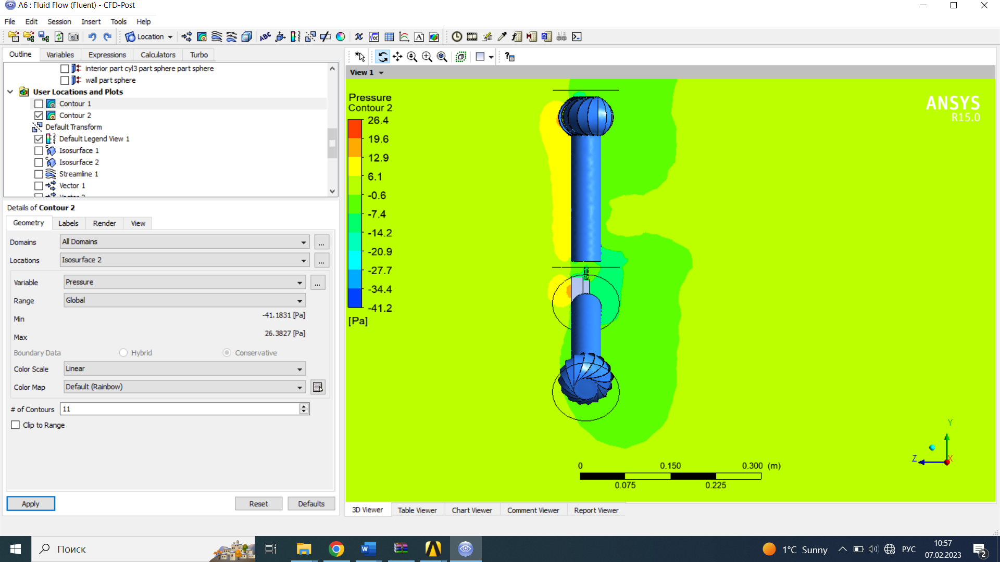 A6 : Fluid Flow (Fluent) - CFD-Post
File Edit Session Insert Tools Help
Location
Outline Variables Expressions Calculators Turbo
interior part cyl3 part sphere part sphere
wall part sphere
User Locations and Plots
Contour 1
Contour 2
Default Transform
Default Legend View 1
Isosurface 1
Isosurface 2
Streamline 1
Vector 1
Details of Contour 2
Geometry Labels Render View
Domains All Domains ...
Locations Isosurface 2 ...
Variable Pressure ...
Range Global
Min -41.1831 [Pa]
Max 26.3827 [Pa]
Boundary Data Hybrid Conservative
Color Scale Linear
Color Map Default (Rainbow)
# of Contours 11
Clip to Range
Apply Reset Defaults
View 1
Pressure
Contour 2
26.4
19.6
12.9
6.1
-0.6
-7.4
-14.2
-20.9
-27.7
-34.4
-41.2
[Pa]
ANSYS
R15.0
Y
Z X
0 0.150 0.300 (m)
0.075 0.225
3D Viewer Table Viewer Chart Viewer Comment Viewer Report Viewer
Поиск
1°C Sunny
РУС
10:57
07.02.2023
2